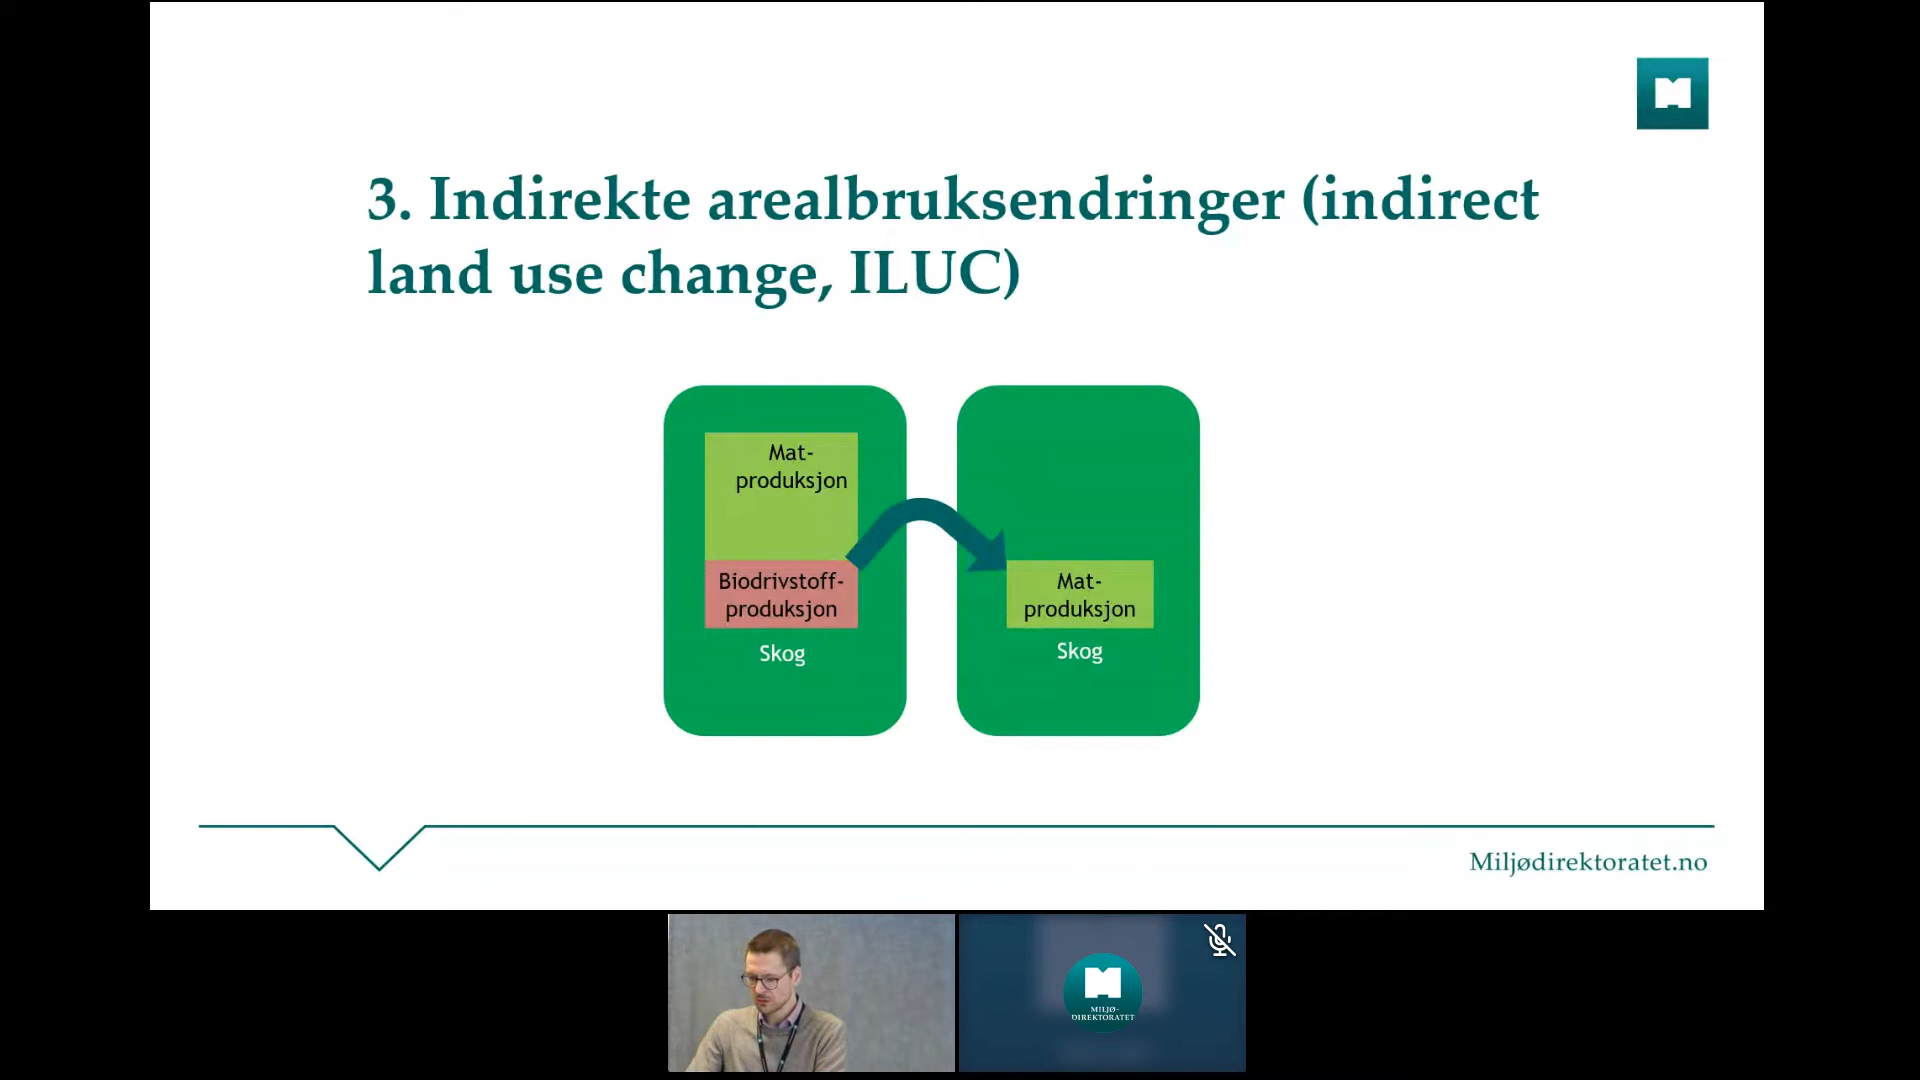 3. Indirekte arealbruksendringer (indirect
land use change, ILUC)
Mat-
produksjon
Biodrivstoff-
produksjon
Skog
Mat-
produksjon
Skog
Miljødirektoratet.no
MILJØ-
DIREKTORATET